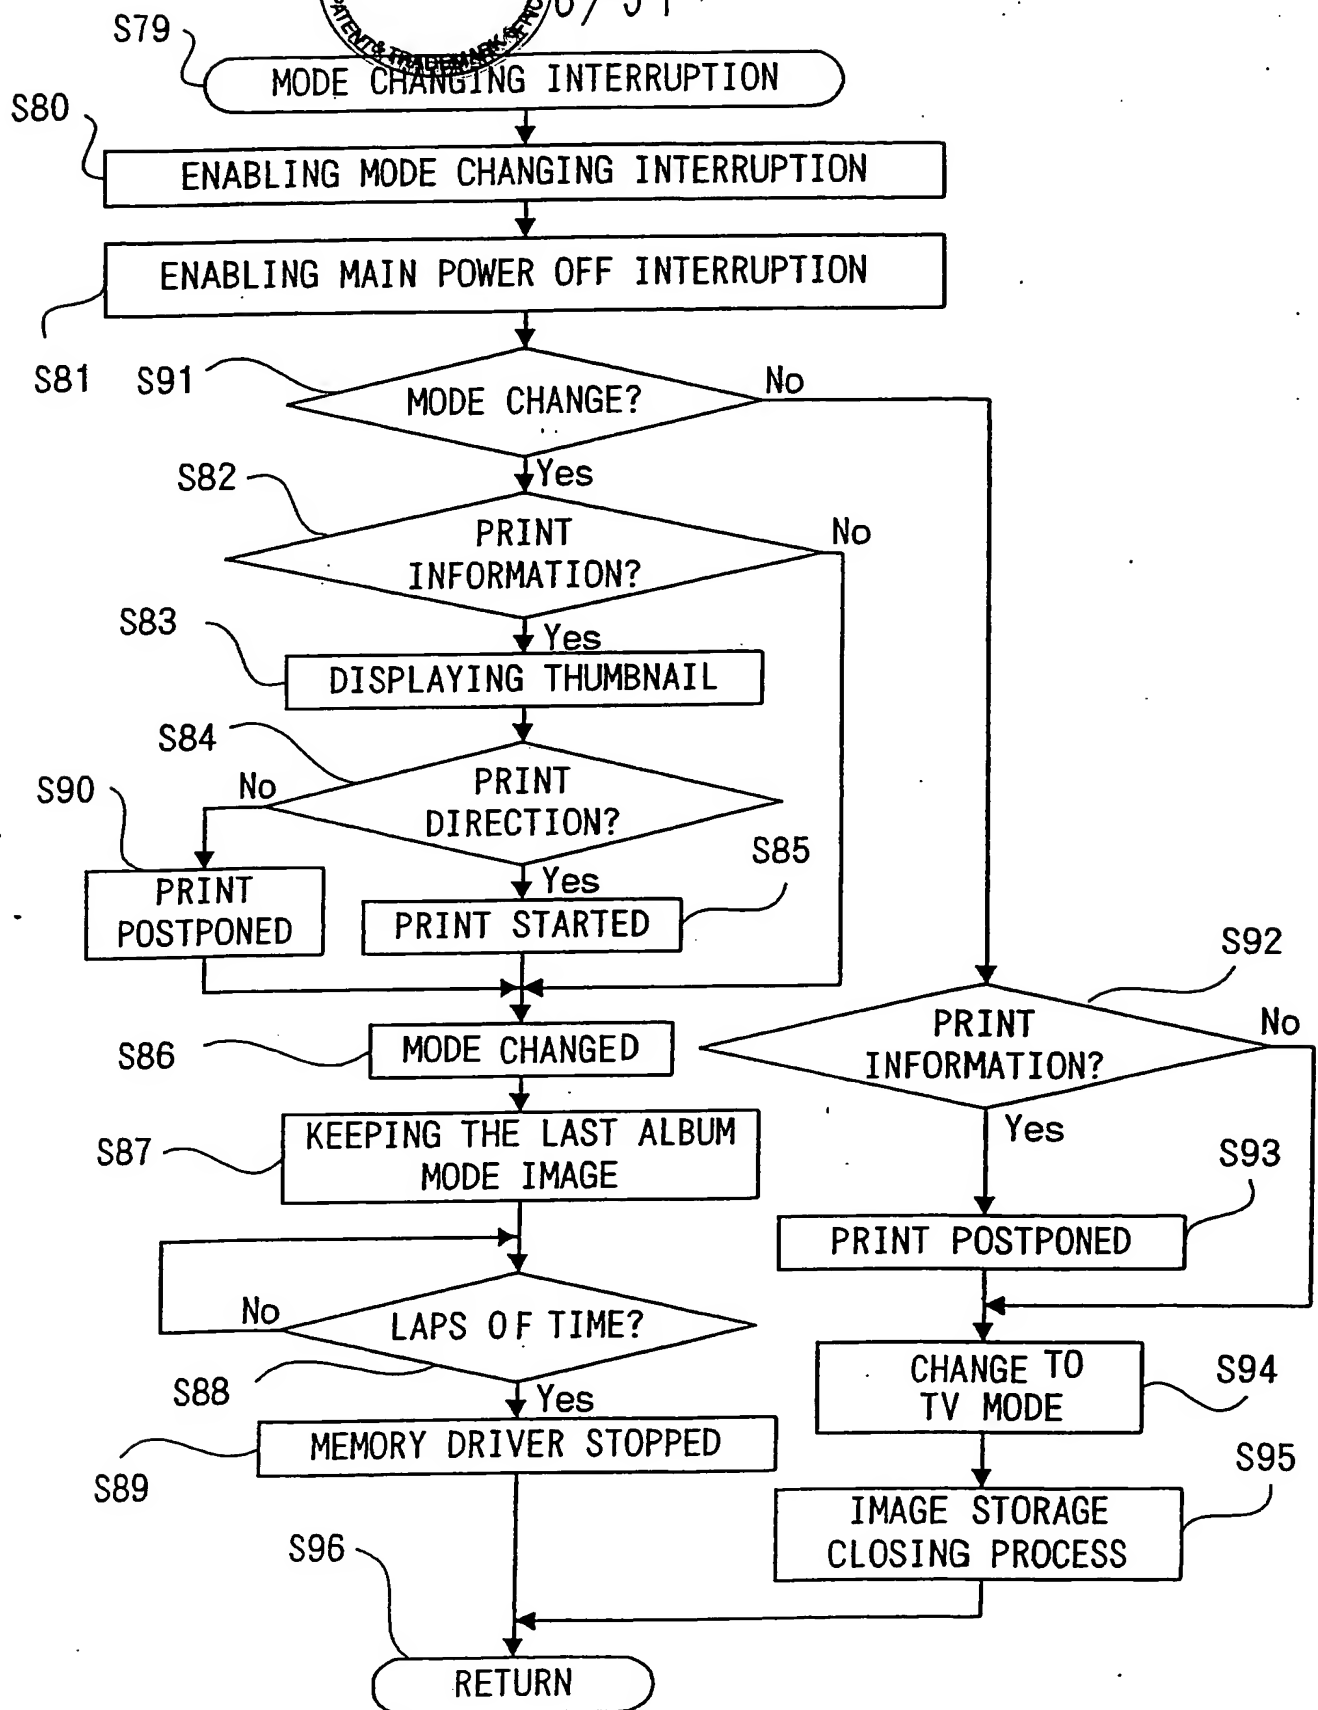 PATENT & TRADEMARK
S79
MODE CHANGING INTERRUPTION
S80
ENABLING MODE CHANGING INTERRUPTION
ENABLING MAIN POWER OFF INTERRUPTION
S81
S91
MODE CHANGE?
No
Yes
S82
PRINT
INFORMATION?
No
S83
Yes
DISPLAYING THUMBNAIL
S84
PRINT
DIRECTION?
No
S90
S85
Yes
PRINT
POSTPONED
PRINT STARTED
S92
S86
MODE CHANGED
PRINT
INFORMATION?
No
Yes
S87
KEEPING THE LAST ALBUM
MODE IMAGE
S93
PRINT POSTPONED
No
LAPS OF TIME?
S88
Yes
CHANGE TO
TV MODE
S94
MEMORY DRIVER STOPPED
S89
S95
IMAGE STORAGE
CLOSING PROCESS
S96
RETURN